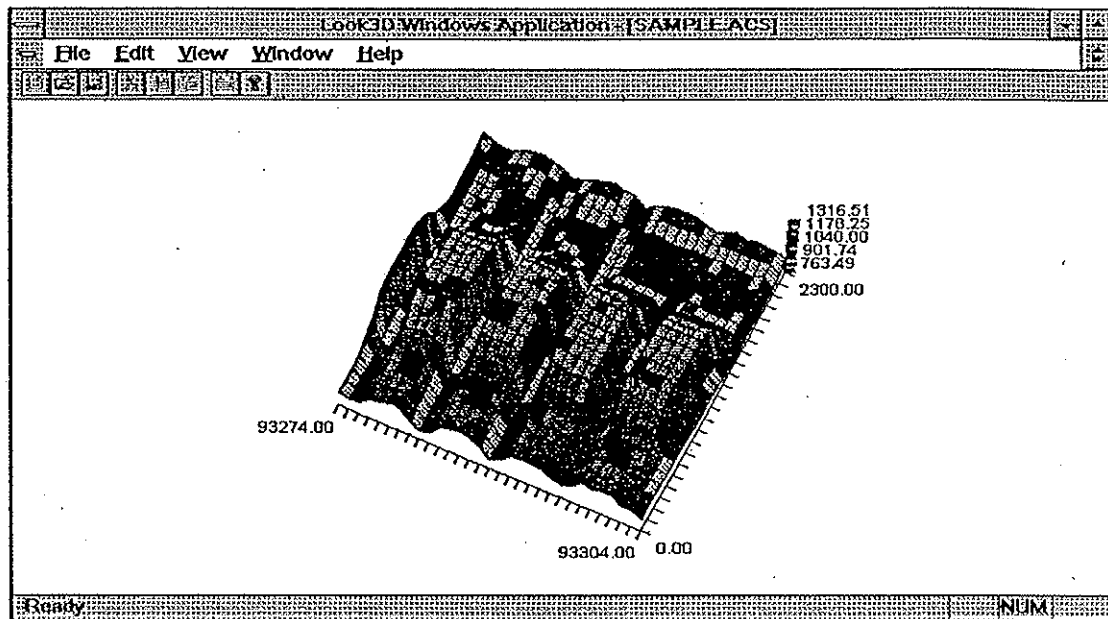 Look3D Windows Application - [SAMPLE.ACS]
File Edit View Window Help
1316.51
1178.25
1040.00
901.74
763.49
2300.00
93274.00
93304.00
0.00
Ready
NUM